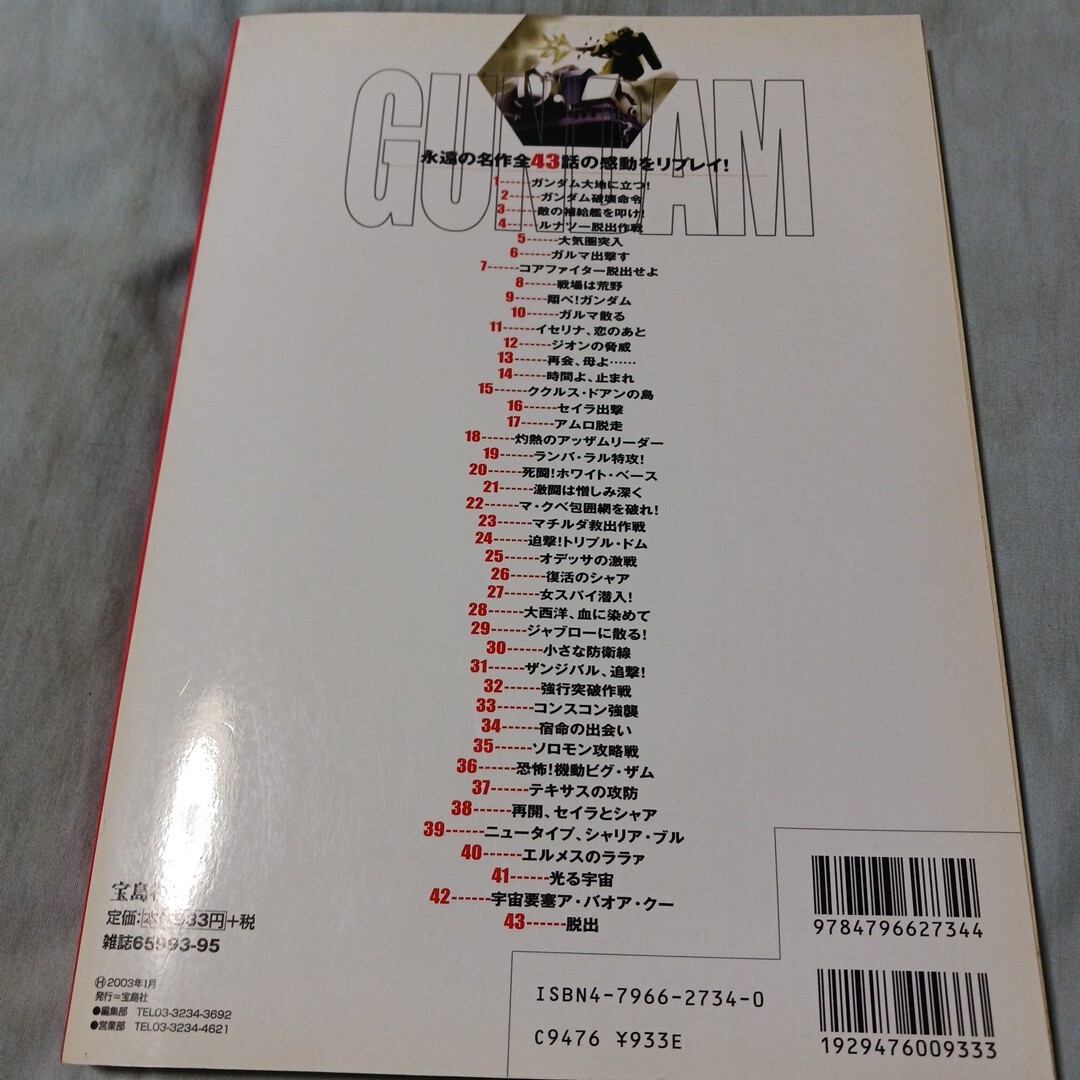 GUNDAM
永遠の名作全43話の感動をリプレイ!
1------ガンダム大地に立つ!
2------ガンダム破壊命令
3------敵の補給艦を叩け!
4------ルナツー脱出作戦
5------大気圏突入
6------ガルマ出撃す
7------コアファイター脱出せよ
8------戦場は荒野
9------翔べ!ガンダム
10------ガルマ散る
11------イセリナ、恋のあと
12------ジオンの脅威
13------再会、母よ……
14------時間よ、止まれ
15------ククルス・ドアンの島
16------セイラ出撃
17------アムロ脱走
18------灼熱のアッザムリーダー
19------ランバ・ラル特攻!
20------死闘!ホワイト・ベース
21------激闘は憎しみ深く
22------マ・クベ包囲網を破れ!
23------マチルダ救出作戦
24------追撃!トリプル・ドム
25------オデッサの激戦
26------復活のシャア
27------女スパイ潜入!
28------大西洋、血に染めて
29------ジャブローに散る!
30------小さな防衛線
31------ザンジバル、追撃!
32------強行突破作戦
33------コンスコン強襲
34------宿命の出会い
35------ソロモン攻略戦
36------恐怖!機動ビグ・ザム
37------テキサスの攻防
38------再開、セイラとシャア
39------ニュータイプ、シャリア・ブル
40------エルメスのララァ
41------光る宇宙
42------宇宙要塞ア・バオア・クー
43------脱出
宝島
定価:本体933円+税
雑誌65993-95
Ⓗ2003年1月
発行=宝島社
●編集部 TEL03-3234-3692
●営業部 TEL03-3234-4621
9784796627344
ISBN4-7966-2734-0
C9476 ¥933E
1929476009333